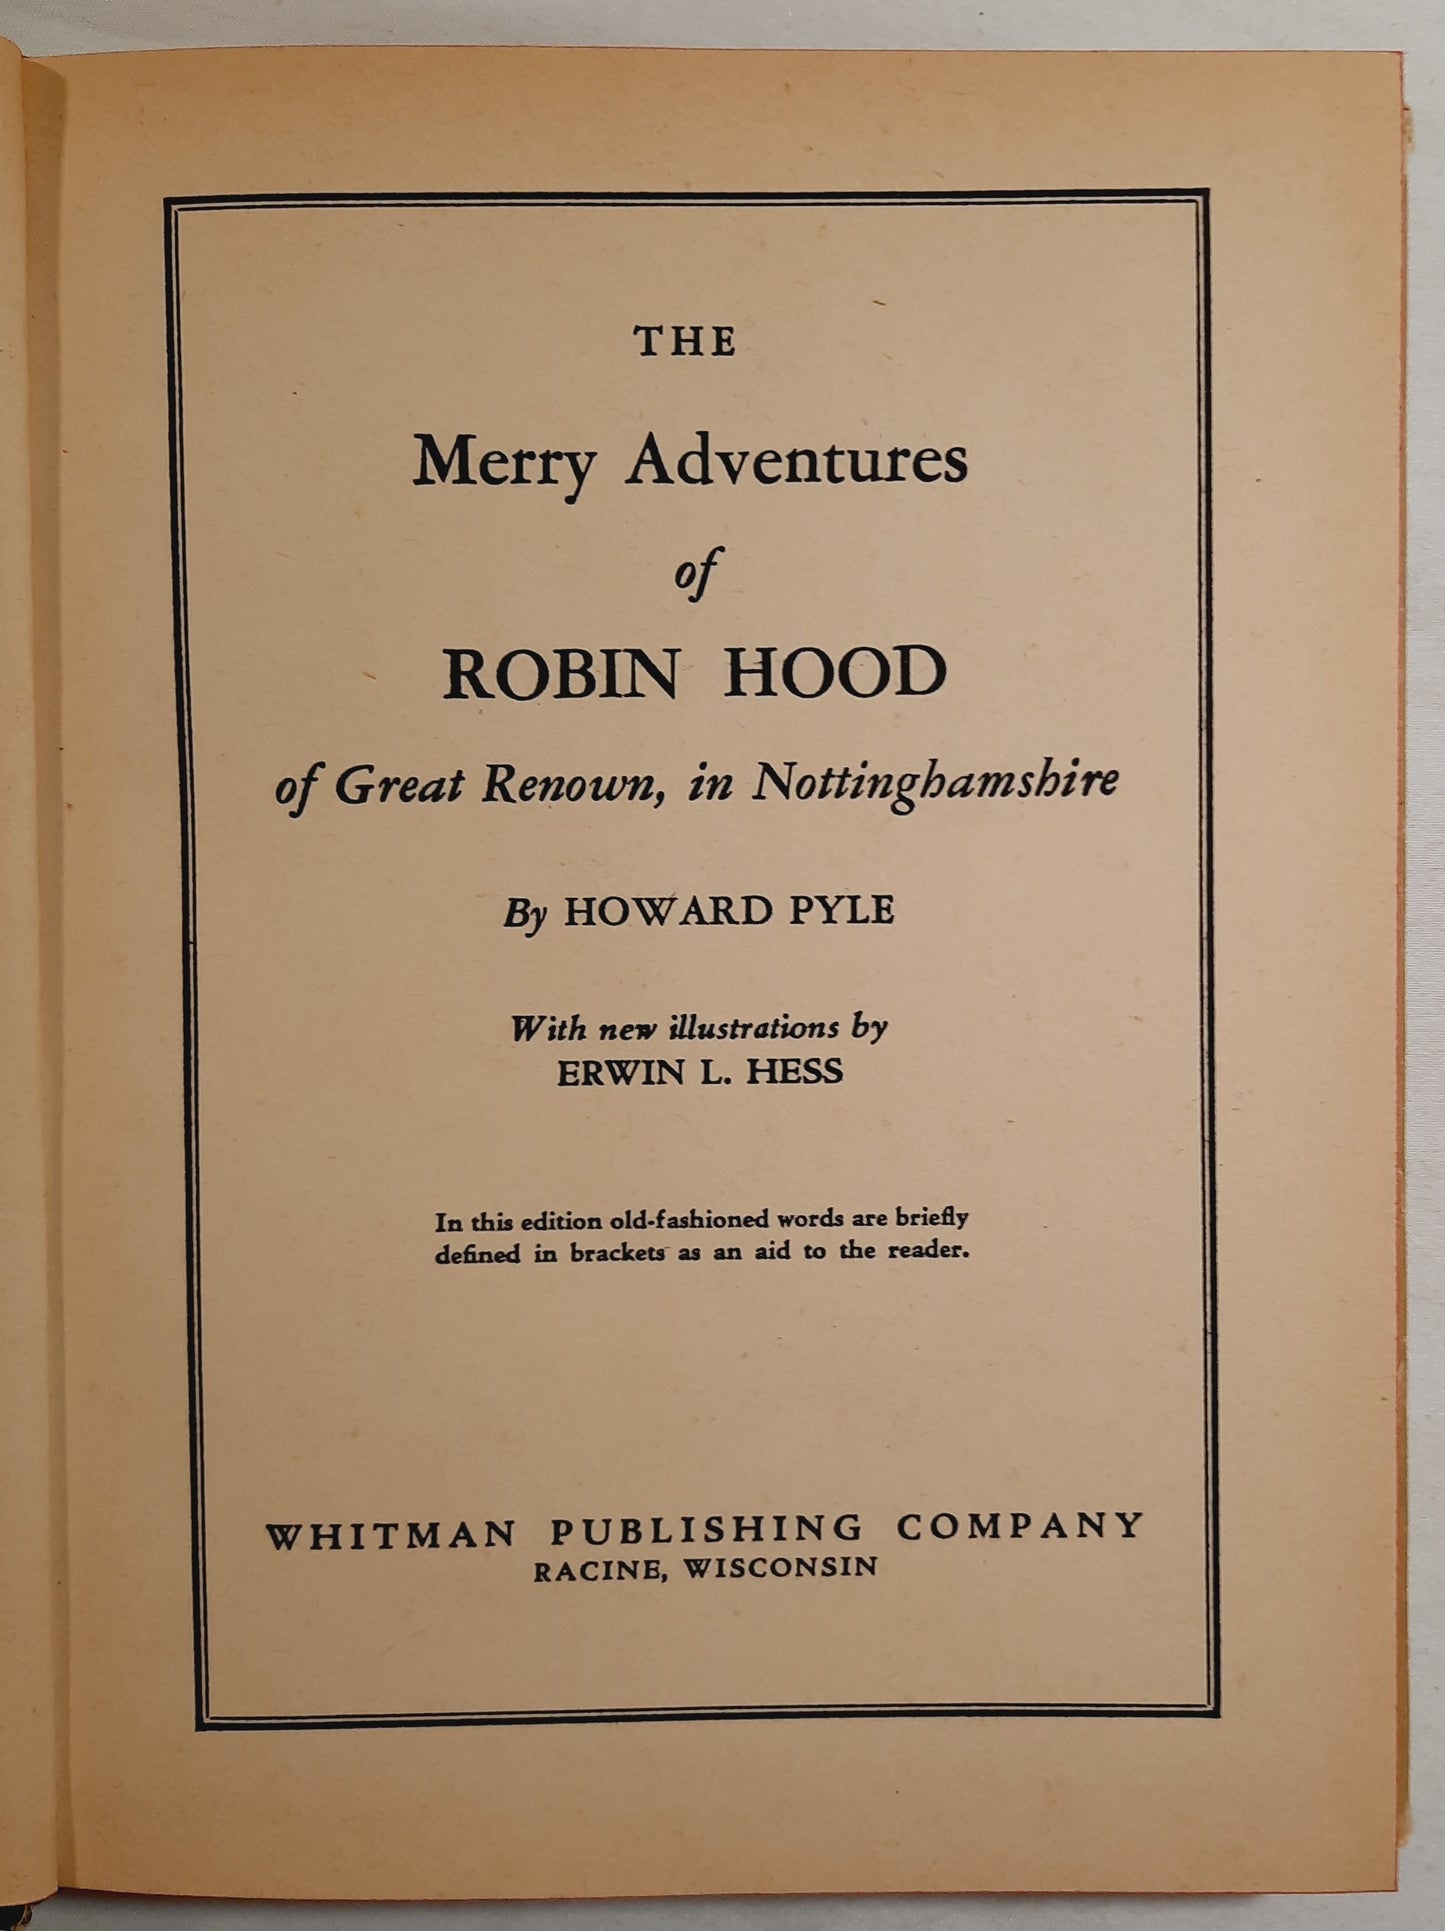 THE
Merry Adventures
of
ROBIN HOOD
of Great Renown, in Nottinghamshire
By HOWARD PYLE
With new illustrations by
ERWIN L. HESS
In this edition old-fashioned words are briefly
defined in brackets as an aid to the reader.
WHITMAN PUBLISHING COMPANY
RACINE, WISCONSIN